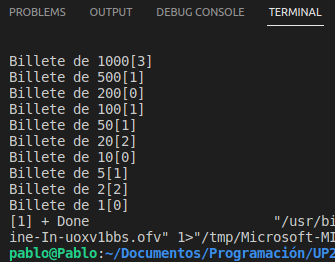 PROBLEMS OUTPUT DEBUG CONSOLE TERMINAL
Billete de 1000[3]
Billete de 500[1]
Billete de 200[0]
Billete de 100[1]
Billete de 50[1]
Billete de 20[2]
Billete de 10[0]
Billete de 5[1]
Billete de 2[2]
Billete de 1[0]
[1] + Done "/usr/bi
ine-In-uoxv1bbs.ofv" 1>"/tmp/Microsoft-MI
pablo@Pablo:~/Documentos/Programación/UP2